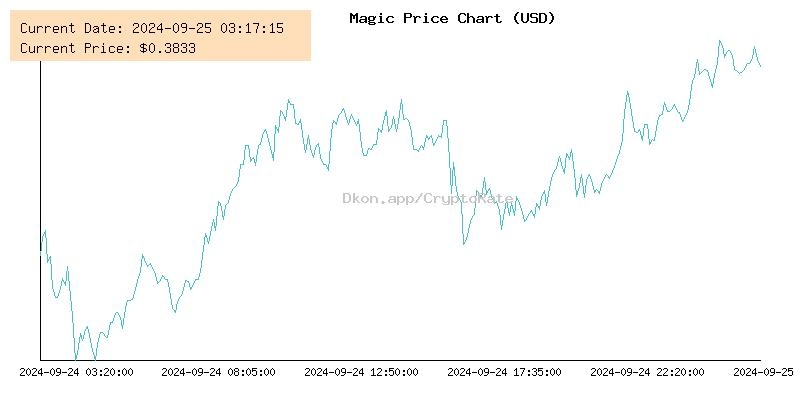 Magic Price Chart (USD)
Current Date: 2024-09-25 03:17:15
Current Price: $0.3833
Dkon.app/CryptoRate
2024-09-24 03:20:00 2024-09-24 08:05:00 2024-09-24 12:50:00 2024-09-24 17:35:00 2024-09-24 22:20:00 2024-09-25